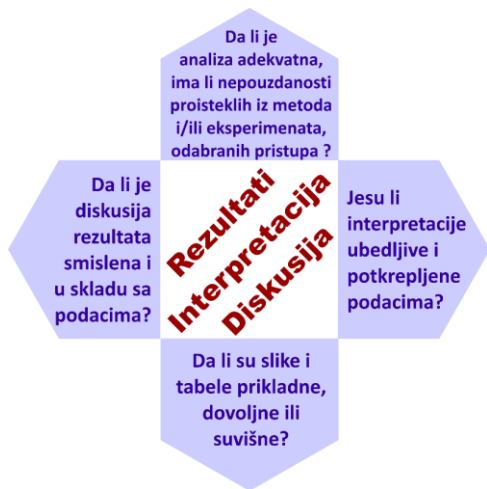 Da li je
analiza adekvatna,
ima li nepouzdanosti
proisteklih iz metoda
i/ili eksperimenata,
odabranih pristupa ?
Da li je
diskusija
rezultata
smislena i
u skladu sa
podacima?
Rezultati
Interpretacija
Diskusija
Jesu li
interpretacije
ubedljive i
potkrepljene
podacima?
Da li su slike i
tabele prikladne,
dovoljne ili
suvišne?